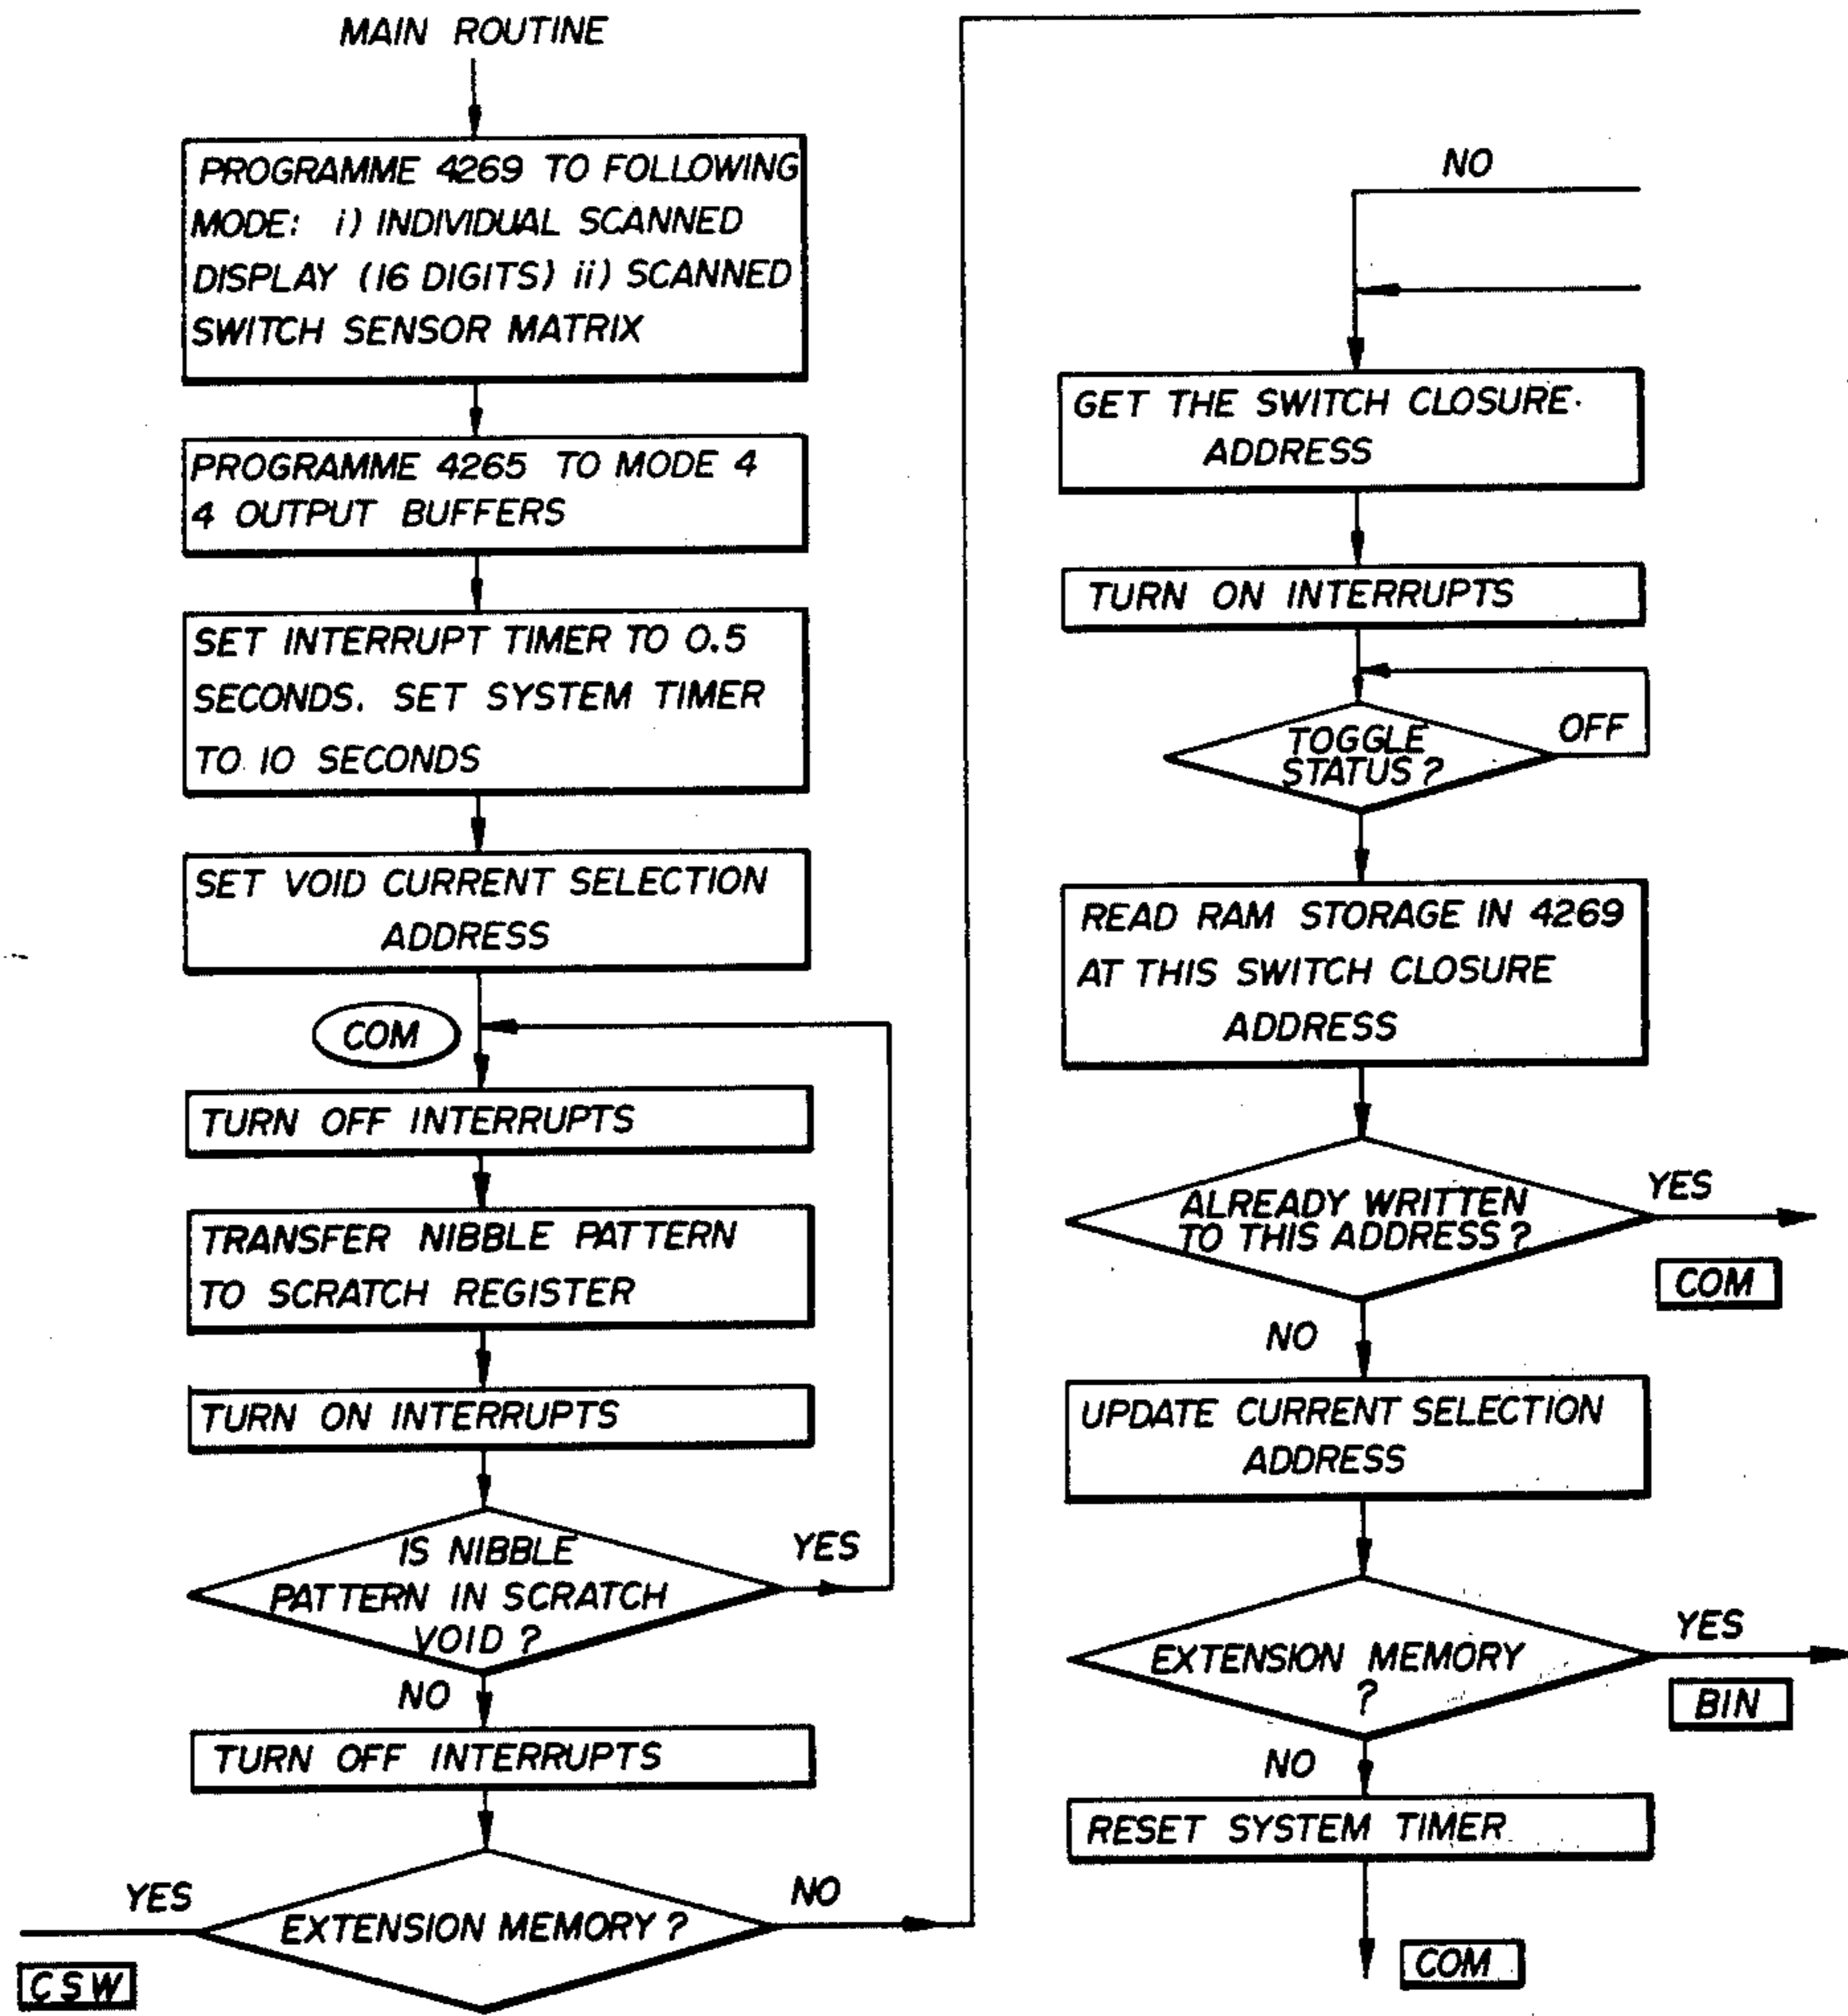 MAIN ROUTINE
PROGRAMME 4269 TO FOLLOWING
MODE: i) INDIVIDUAL SCANNED
DISPLAY (16 DIGITS) ii) SCANNED
SWITCH SENSOR MATRIX
PROGRAMME 4265 TO MODE 4
4 OUTPUT BUFFERS
SET INTERRUPT TIMER TO 0.5
SECONDS. SET SYSTEM TIMER
TO 10 SECONDS
SET VOID CURRENT SELECTION
ADDRESS
COM
TURN OFF INTERRUPTS
TRANSFER NIBBLE PATTERN
TO SCRATCH REGISTER
TURN ON INTERRUPTS
IS NIBBLE
PATTERN IN SCRATCH
VOID ?
YES
NO
TURN OFF INTERRUPTS
EXTENSION MEMORY ?
YES
CSW
NO
NO
GET THE SWITCH CLOSURE
ADDRESS
TURN ON INTERRUPTS
TOGGLE
STATUS ?
OFF
READ RAM STORAGE IN 4269
AT THIS SWITCH CLOSURE
ADDRESS
ALREADY WRITTEN
TO THIS ADDRESS ?
YES
COM
NO
UPDATE CURRENT SELECTION
ADDRESS
EXTENSION MEMORY
?
YES
BIN
NO
RESET SYSTEM TIMER
COM